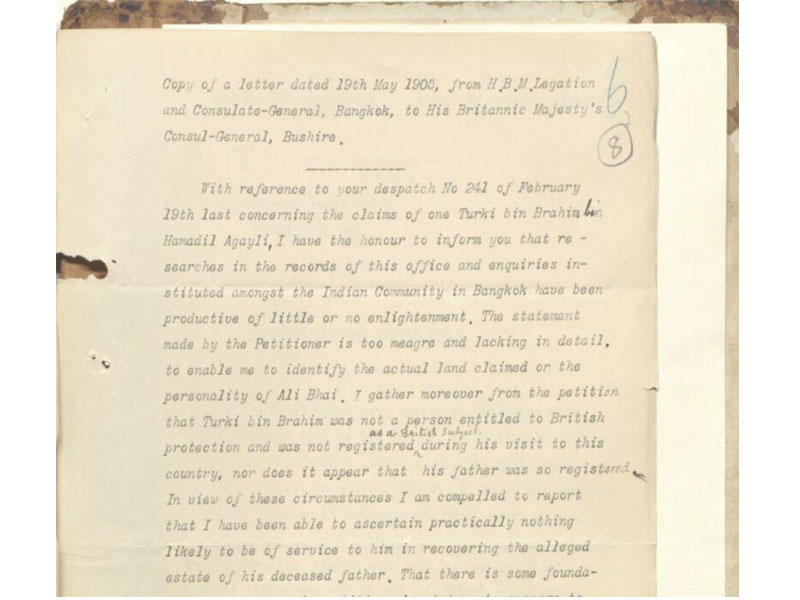 6
8
Copy of a letter dated 19th May 1905, from H.B.M.Legation
and Consulate-General, Bangkok, to His Britannic Majesty's
Consul-General, Bushire.
With reference to your despatch No 241 of February
19th last concerning the claims of one Turki bin Brahim bin
Hamadil Agayli, I have the honour to inform you that re -
searches in the records of this office and enquiries in-
stituted amongst the Indian Community in Bangkok have been
productive of little or no enlightenment. The statement
made by the Petitioner is too meagre and lacking in detail,
to enable me to identify the actual land claimed or the
personality of Ali Bhai. I gather moreover from the petition
that Turki bin Brahim was not a person entitled to British
as a British Subject.
protection and was not registered during his visit to this
country, nor does it appear that his father was so registered.
In view of these circumstances I am compelled to report
that I have been able to ascertain practically nothing
likely to be of service to him in recovering the alleged
estate of his deceased father. That there is some founda-